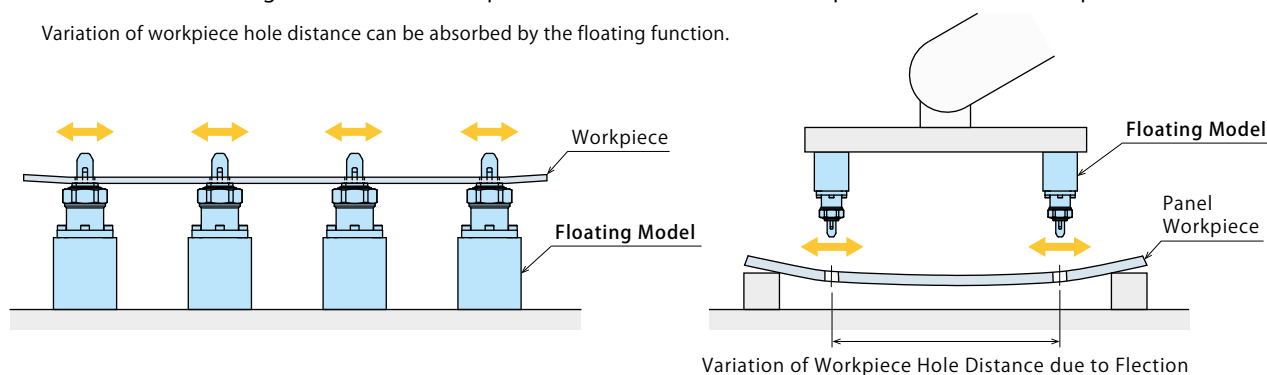 Variation of workpiece hole distance can be absorbed by the floating function.
Workpiece
Floating Model
Floating Model
Panel
Workpiece
Variation of Workpiece Hole Distance due to Flection